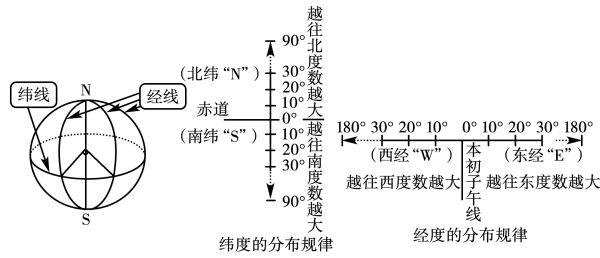 N
纬线
经线
S
越往北度数越大
90°
(北纬“N”)
30°
20°
10°
赤道
0°
(南纬“S”)
10°
20°
30°
90°
越往南度数越大
纬度的分布规律
180° 30° 20° 10° 0° 10° 20° 30° 180°
(西经“W”)
(东经“E”)
越往西度数越大
越往东度数越大
本初子午线
经度的分布规律